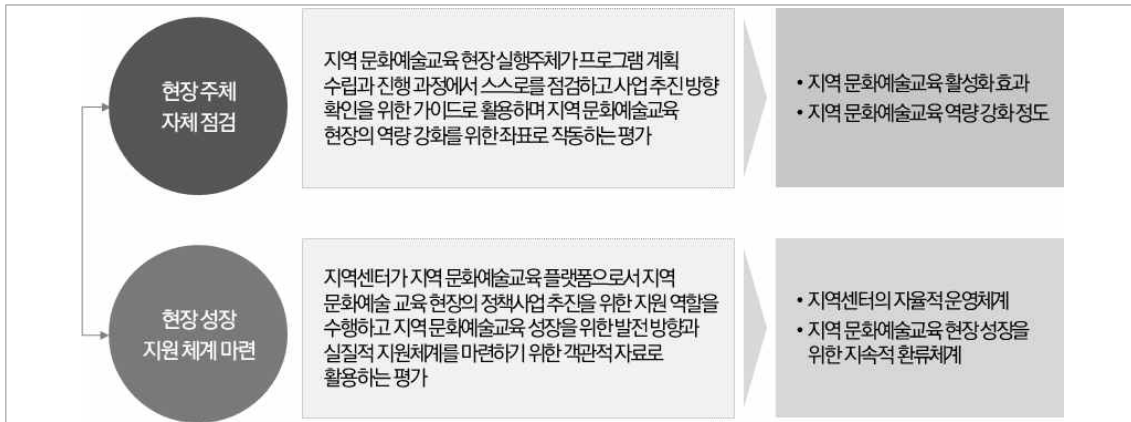 현장 주체
자체 점검
지역 문화예술교육 현장 실행주체가 프로그램 계획
수립과 진행 과정에서 스스로를 점검하고 사업 추진 방향
확인을 위한 가이드로 활용하며 지역 문화예술교육
현장의 역량 강화를 위한 좌표로 작동하는 평가
• 지역 문화예술교육 활성화 효과
• 지역 문화예술교육 역량 강화 정도
현장 성장
지원 체계 마련
지역센터가 지역 문화예술교육 플랫폼으로서 지역
문화예술 교육 현장의 정책사업 추진을 위한 지원 역할을
수행하고 지역 문화예술교육 성장을 위한 발전 방향과
실질적 지원체계를 마련하기 위한 객관적 자료로
활용하는 평가
• 지역센터의 자율적 운영체계
• 지역 문화예술교육 현장 성장을
위한 지속적 환류체계